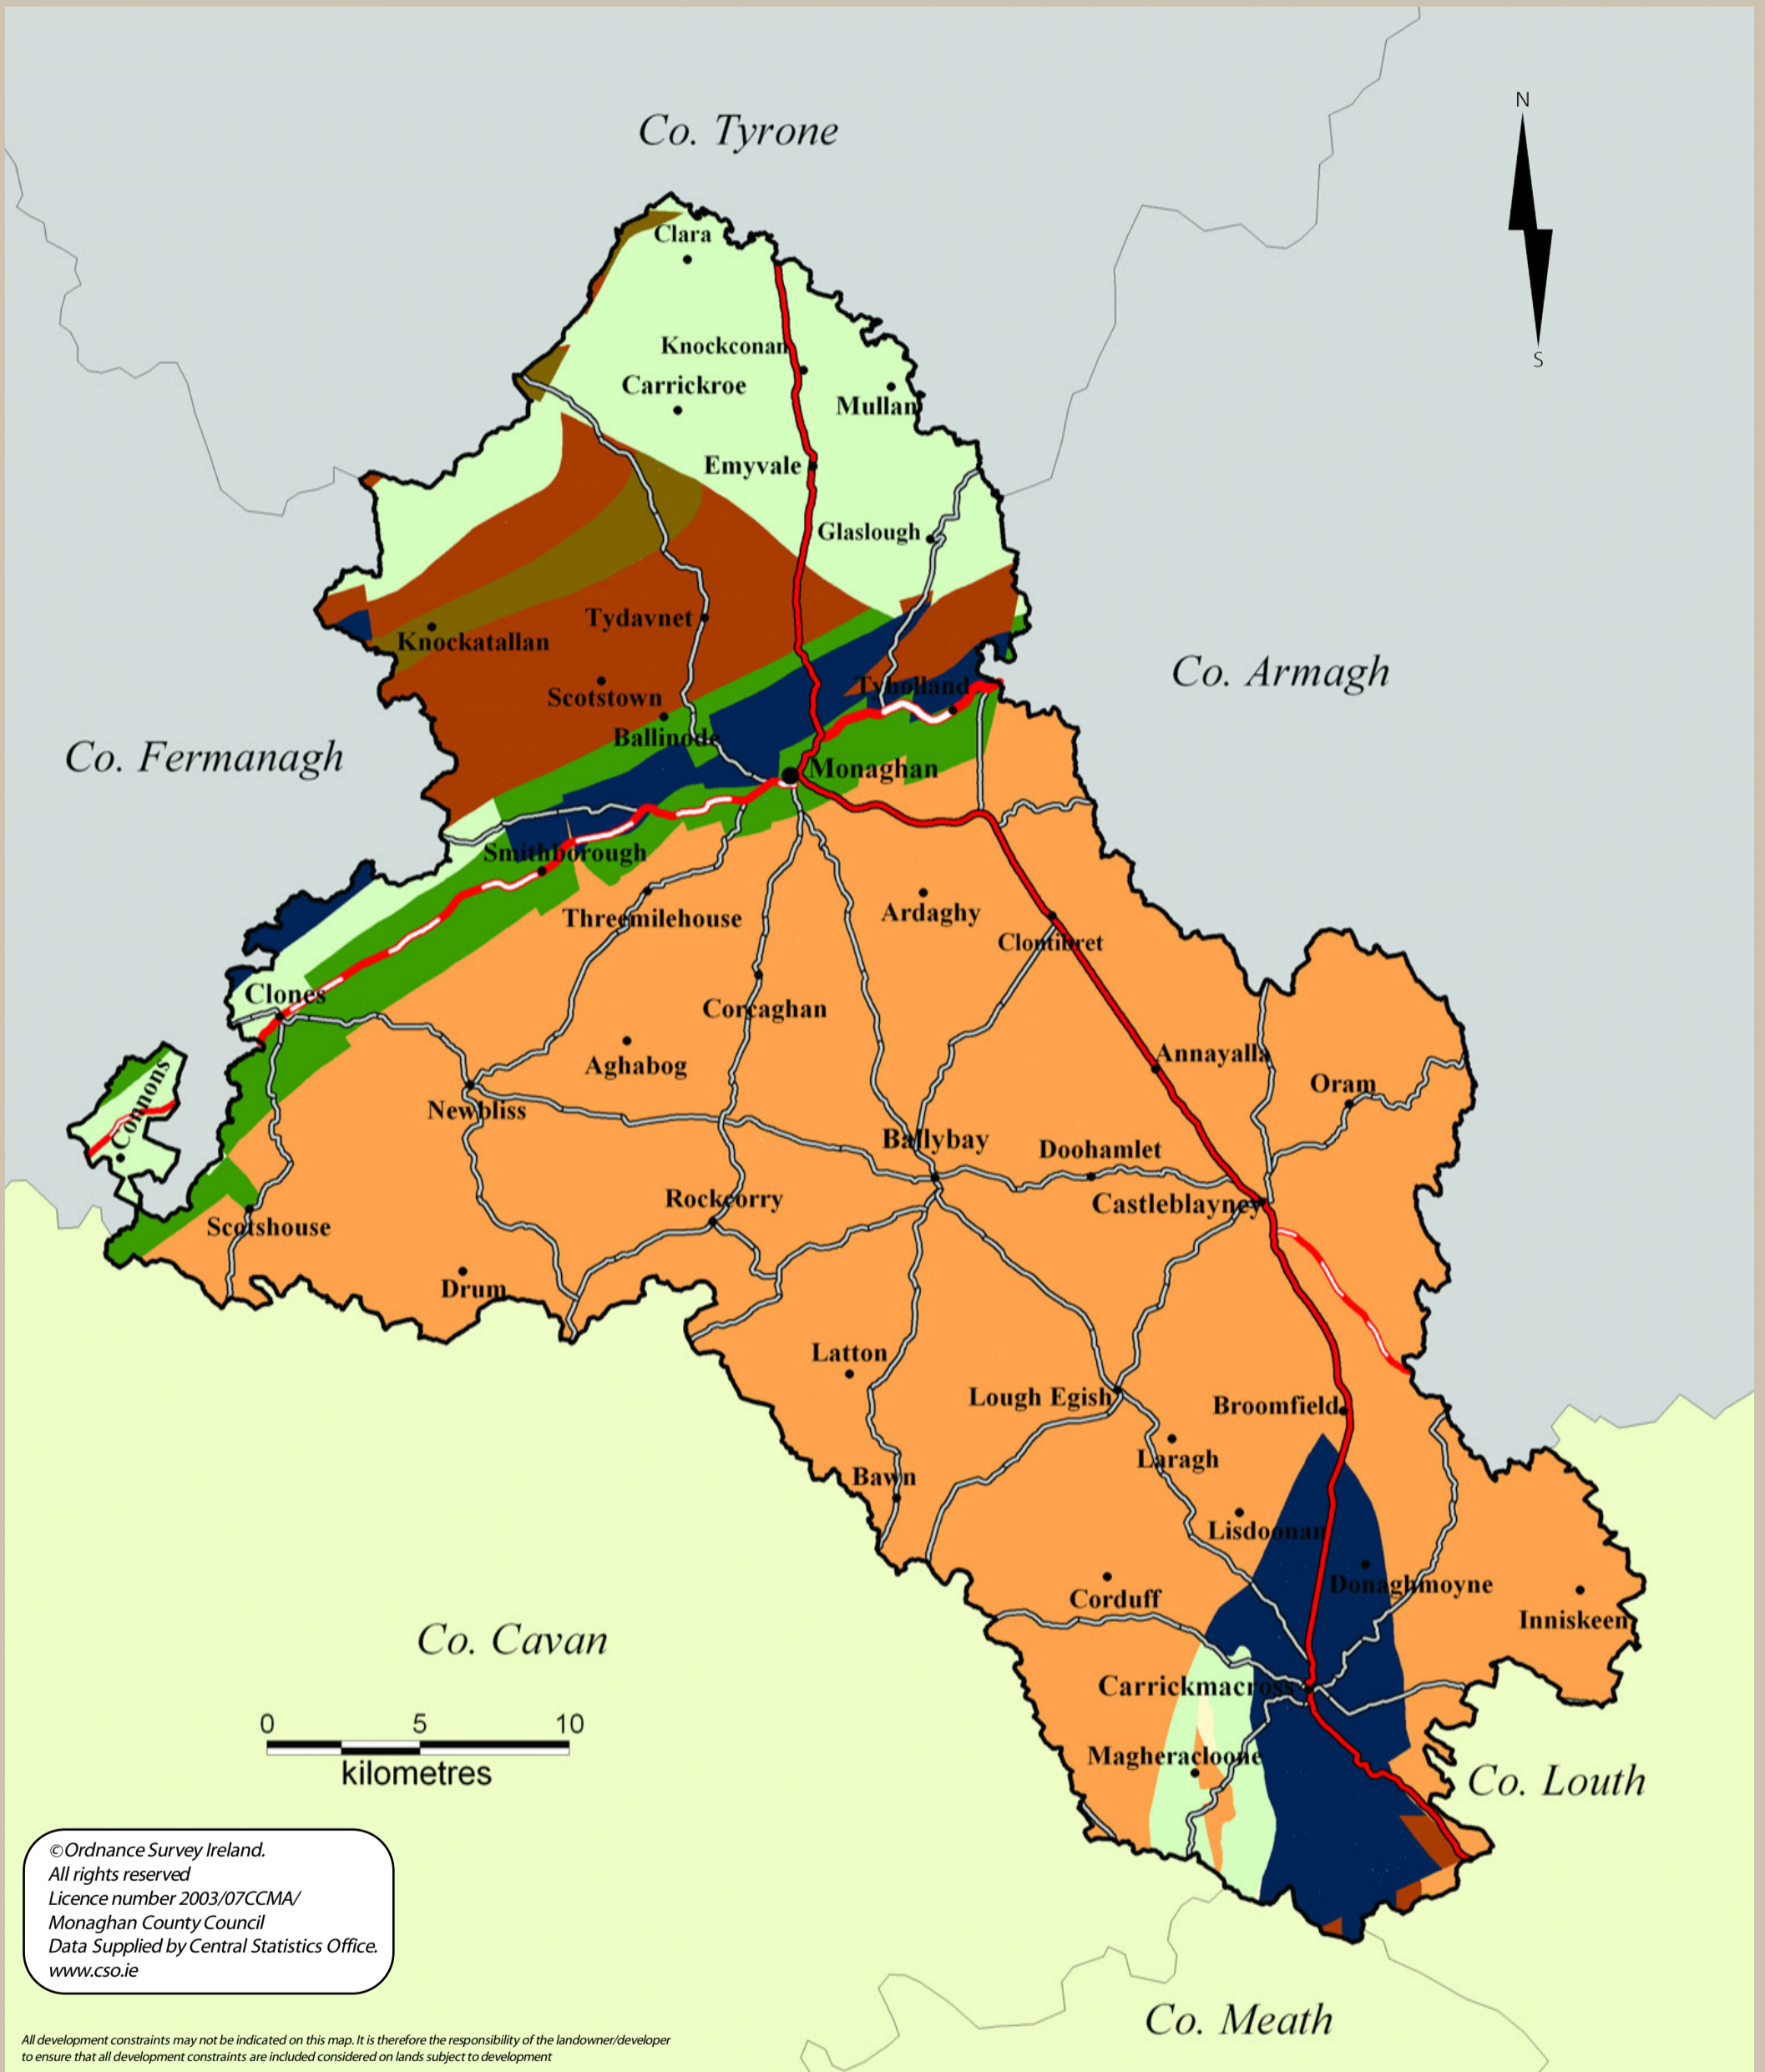 N
Co. Tyrone
Clara
Knockconan
S
Carrickroe
Mullan
Emyvale
Glaslough
Tydavnet
Knockatallan
Co. Armagh
Tyholland
Scotstown
Ballinode
Co. Fermanagh
Monaghan
Smithborough
Threemilehouse
Ardaghy
Clontibret
Clones
Corcaghan
Annayalla
Aghabog
Oram
Connons
Newbliss
Ballybay
Doohamlet
Rockcorry
Castleblayney
Scotshouse
Drum
Latton
Lough Egish
Broomfield
Laragh
Bawn
Lisdoonan
Donaghmoyne
Corduff
Inniskeen
Co. Cavan
Carrickmacross
0 5 10
kilometres
Magheracloone
Co. Louth
©Ordnance Survey Ireland.
All rights reserved
Licence number 2003/07CCMA/
Monaghan County Council
Data Supplied by Central Statistics Office.
www.cso.ie
Co. Meath
All development constraints may not be indicated on this map. It is therefore the responsibility of the landowner/developer
to ensure that all development constraints are included considered on lands subject to development